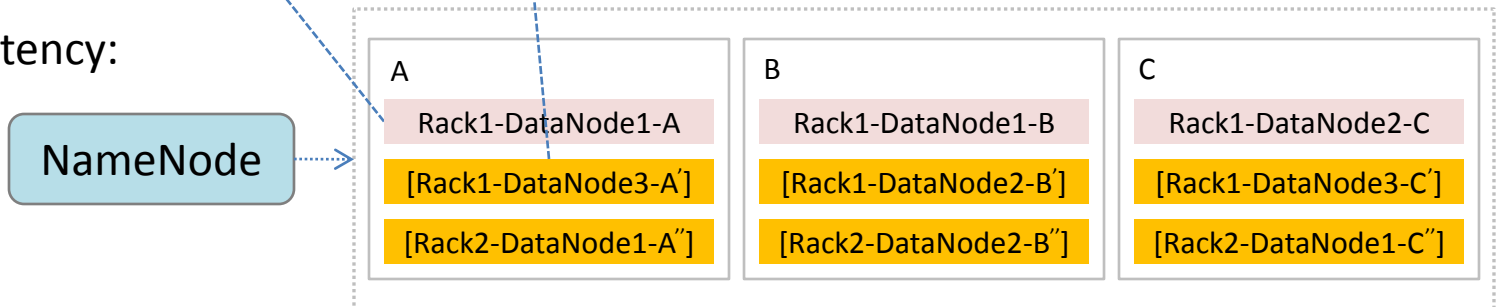 tency:
NameNode
A
Rack1-DataNode1-A
[Rack1-DataNode3-A′]
[Rack2-DataNode1-A″]
B
Rack1-DataNode1-B
[Rack1-DataNode2-B′]
[Rack2-DataNode2-B″]
C
Rack1-DataNode2-C
[Rack1-DataNode3-C′]
[Rack2-DataNode1-C″]